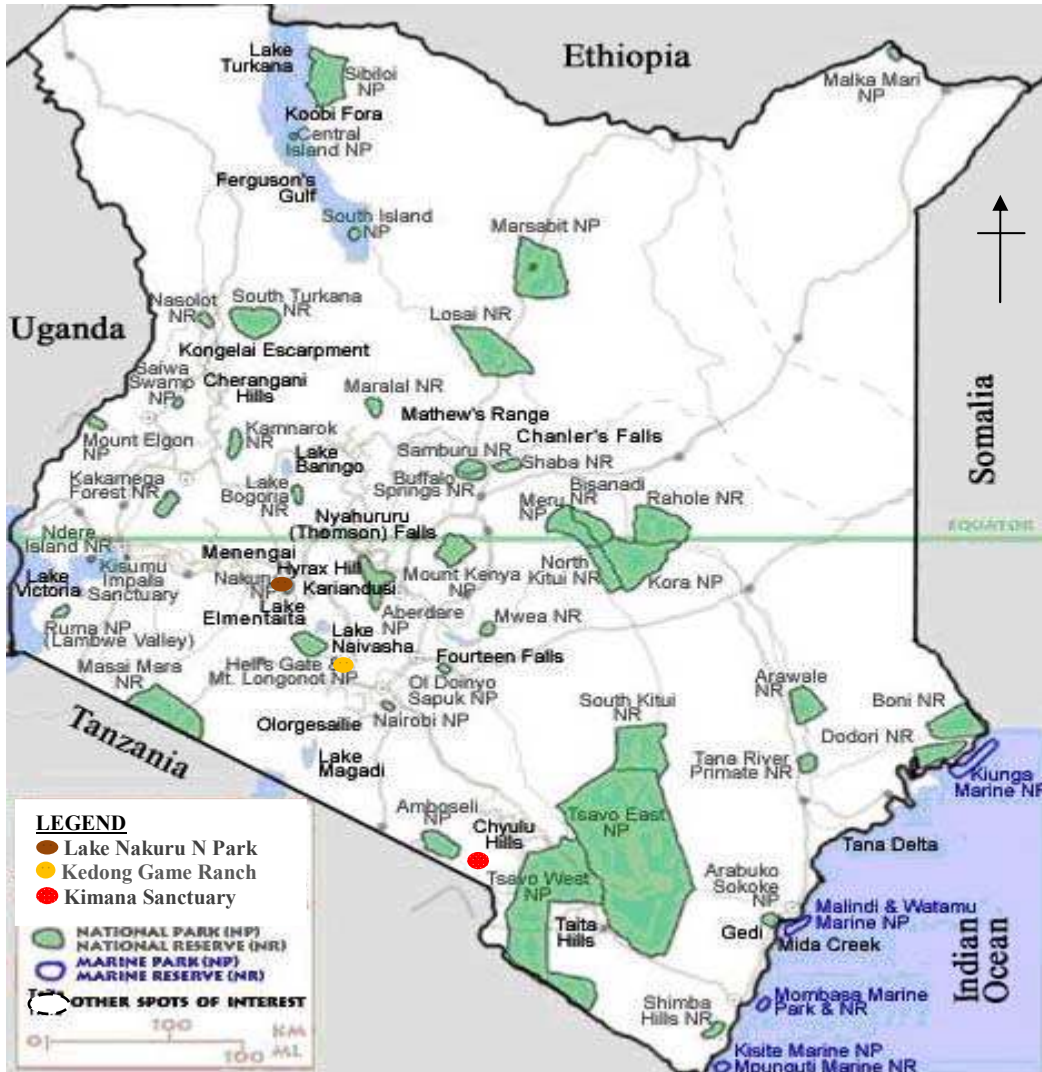 Ethiopia
Lake
Turkana
Sibiloi
NP
Malka Mari
NP
Koobi Fora
Central
Island NP
Ferguson's
Gulf
South Island
NP
Marsabit NP
Nasolot
NR
South Turkana
NR
Losai NR
Uganda
Kongelai Escarpment
Saiwa
Swamp
NP
Cherangani
Hills
Maralal NR
Mathew's Range
Somalia
Mount Elgon
NP
Kamnarok
NR
Chanler's Falls
Samburu NR
Shaba NR
Lake
Baringo
Kakamega
Forest NR
Lake
Bogoria
NR
Buffalo
Springs NR
Bisanadi
NR
Meru
NP
Rahole NR
Nyahururu
(Thomson) Falls
EQUATOR
Ndere
Island NR
Menengai
Kisumu
Impala
Sanctuary
Hyrax Hill
Nakuru
NP
Kariandusi
Mount Kenya NP
North
Kitui NR
Kora NP
Lake
Victoria
Lake
Elmentaita
Aberdare
NP
Mwea NR
Ruma NP
(Lambwe Valley)
Lake
Naivasha
Masai Mara
NR
Hell's Gate &
Mt. Longonot NP
Fourteen Falls
Ol Doinyo
Sapuk NP
South Kitui
NR
Arawale
NR
Boni NR
Nairobi NP
Olorgesailie
Dodori NR
Tanzania
Lake
Magadi
Tana River
Primate NR
Kiunga
Marine NR
Amboseli
NP
Chyulu
Hills
Tsavo East
NP
Tana Delta
Tsavo West
NP
Arabuko
Sokoke
NP
Taita
Hills
Malindi & Watamu
Marine NP
Gedi
Mida Creek
Indian
Ocean
Shimba
Hills NR
Mombasa Marine
Park & NR
Kisite Marine NP
Mpunguti Marine NR
LEGEND
Lake Nakuru N Park
Kedong Game Ranch
Kimana Sanctuary
NATIONAL PARK (NP)
NATIONAL RESERVE (NR)
MARINE PARK (NP)
MARINE RESERVE (NR)
OTHER SPOTS OF INTEREST
0 100 KM
100 MI